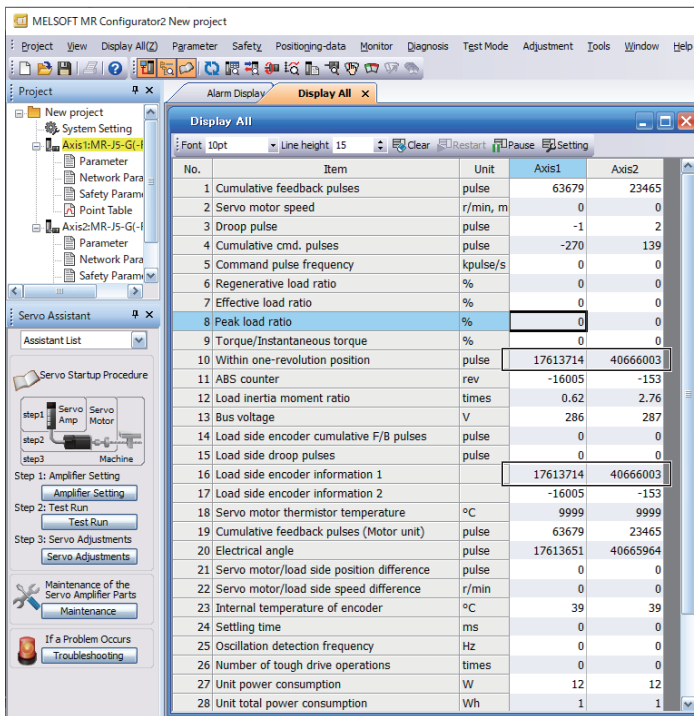 MELSOFT MR Configurator2 New project
Project View Display All(Z) Parameter Safety Positioning-data Monitor Diagnosis Test Mode Adjustment Tools Window Help
Project
New project
System Setting
Axis1:MR-J5-G(-
Parameter
Network Para
Safety Param
Point Table
Axis2:MR-J5-G(-
Parameter
Network Para
Safety Param
Servo Assistant
Assistant List
Servo Startup Procedure
step1 Servo Amp Servo Motor
step2
step3 Machine
Step 1: Amplifier Setting
Amplifier Setting
Step 2: Test Run
Test Run
Step 3: Servo Adjustments
Servo Adjustments
Maintenance of the
Servo Amplifier Parts
Maintenance
If a Problem Occurs
Troubleshooting
Alarm Display Display All
Display All
Font 10pt Line height 15 Clear Restart Pause Setting
No. Item Unit Axis1 Axis2
1 Cumulative feedback pulses pulse 63679 23465
2 Servo motor speed r/min, m 0 0
3 Droop pulse pulse -1 2
4 Cumulative cmd. pulses pulse -270 139
5 Command pulse frequency kpulse/s 0 0
6 Regenerative load ratio % 0 0
7 Effective load ratio % 0 0
8 Peak load ratio % 0 0
9 Torque/Instantaneous torque % 0 0
10 Within one-revolution position pulse 17613714 40666003
11 ABS counter rev -16005 -153
12 Load inertia moment ratio times 0.62 2.76
13 Bus voltage V 286 287
14 Load side encoder cumulative F/B pulses pulse 0 0
15 Load side droop pulses pulse 0 0
16 Load side encoder information 1 17613714 40666003
17 Load side encoder information 2 -16005 -153
18 Servo motor thermistor temperature °C 9999 9999
19 Cumulative feedback pulses (Motor unit) pulse 63679 23465
20 Electrical angle pulse 17613651 40665964
21 Servo motor/load side position difference pulse 0 0
22 Servo motor/load side speed difference r/min 0 0
23 Internal temperature of encoder °C 39 39
24 Settling time ms 0 0
25 Oscillation detection frequency Hz 0 0
26 Number of tough drive operations times 0 0
27 Unit power consumption W 12 12
28 Unit total power consumption Wh 1 1